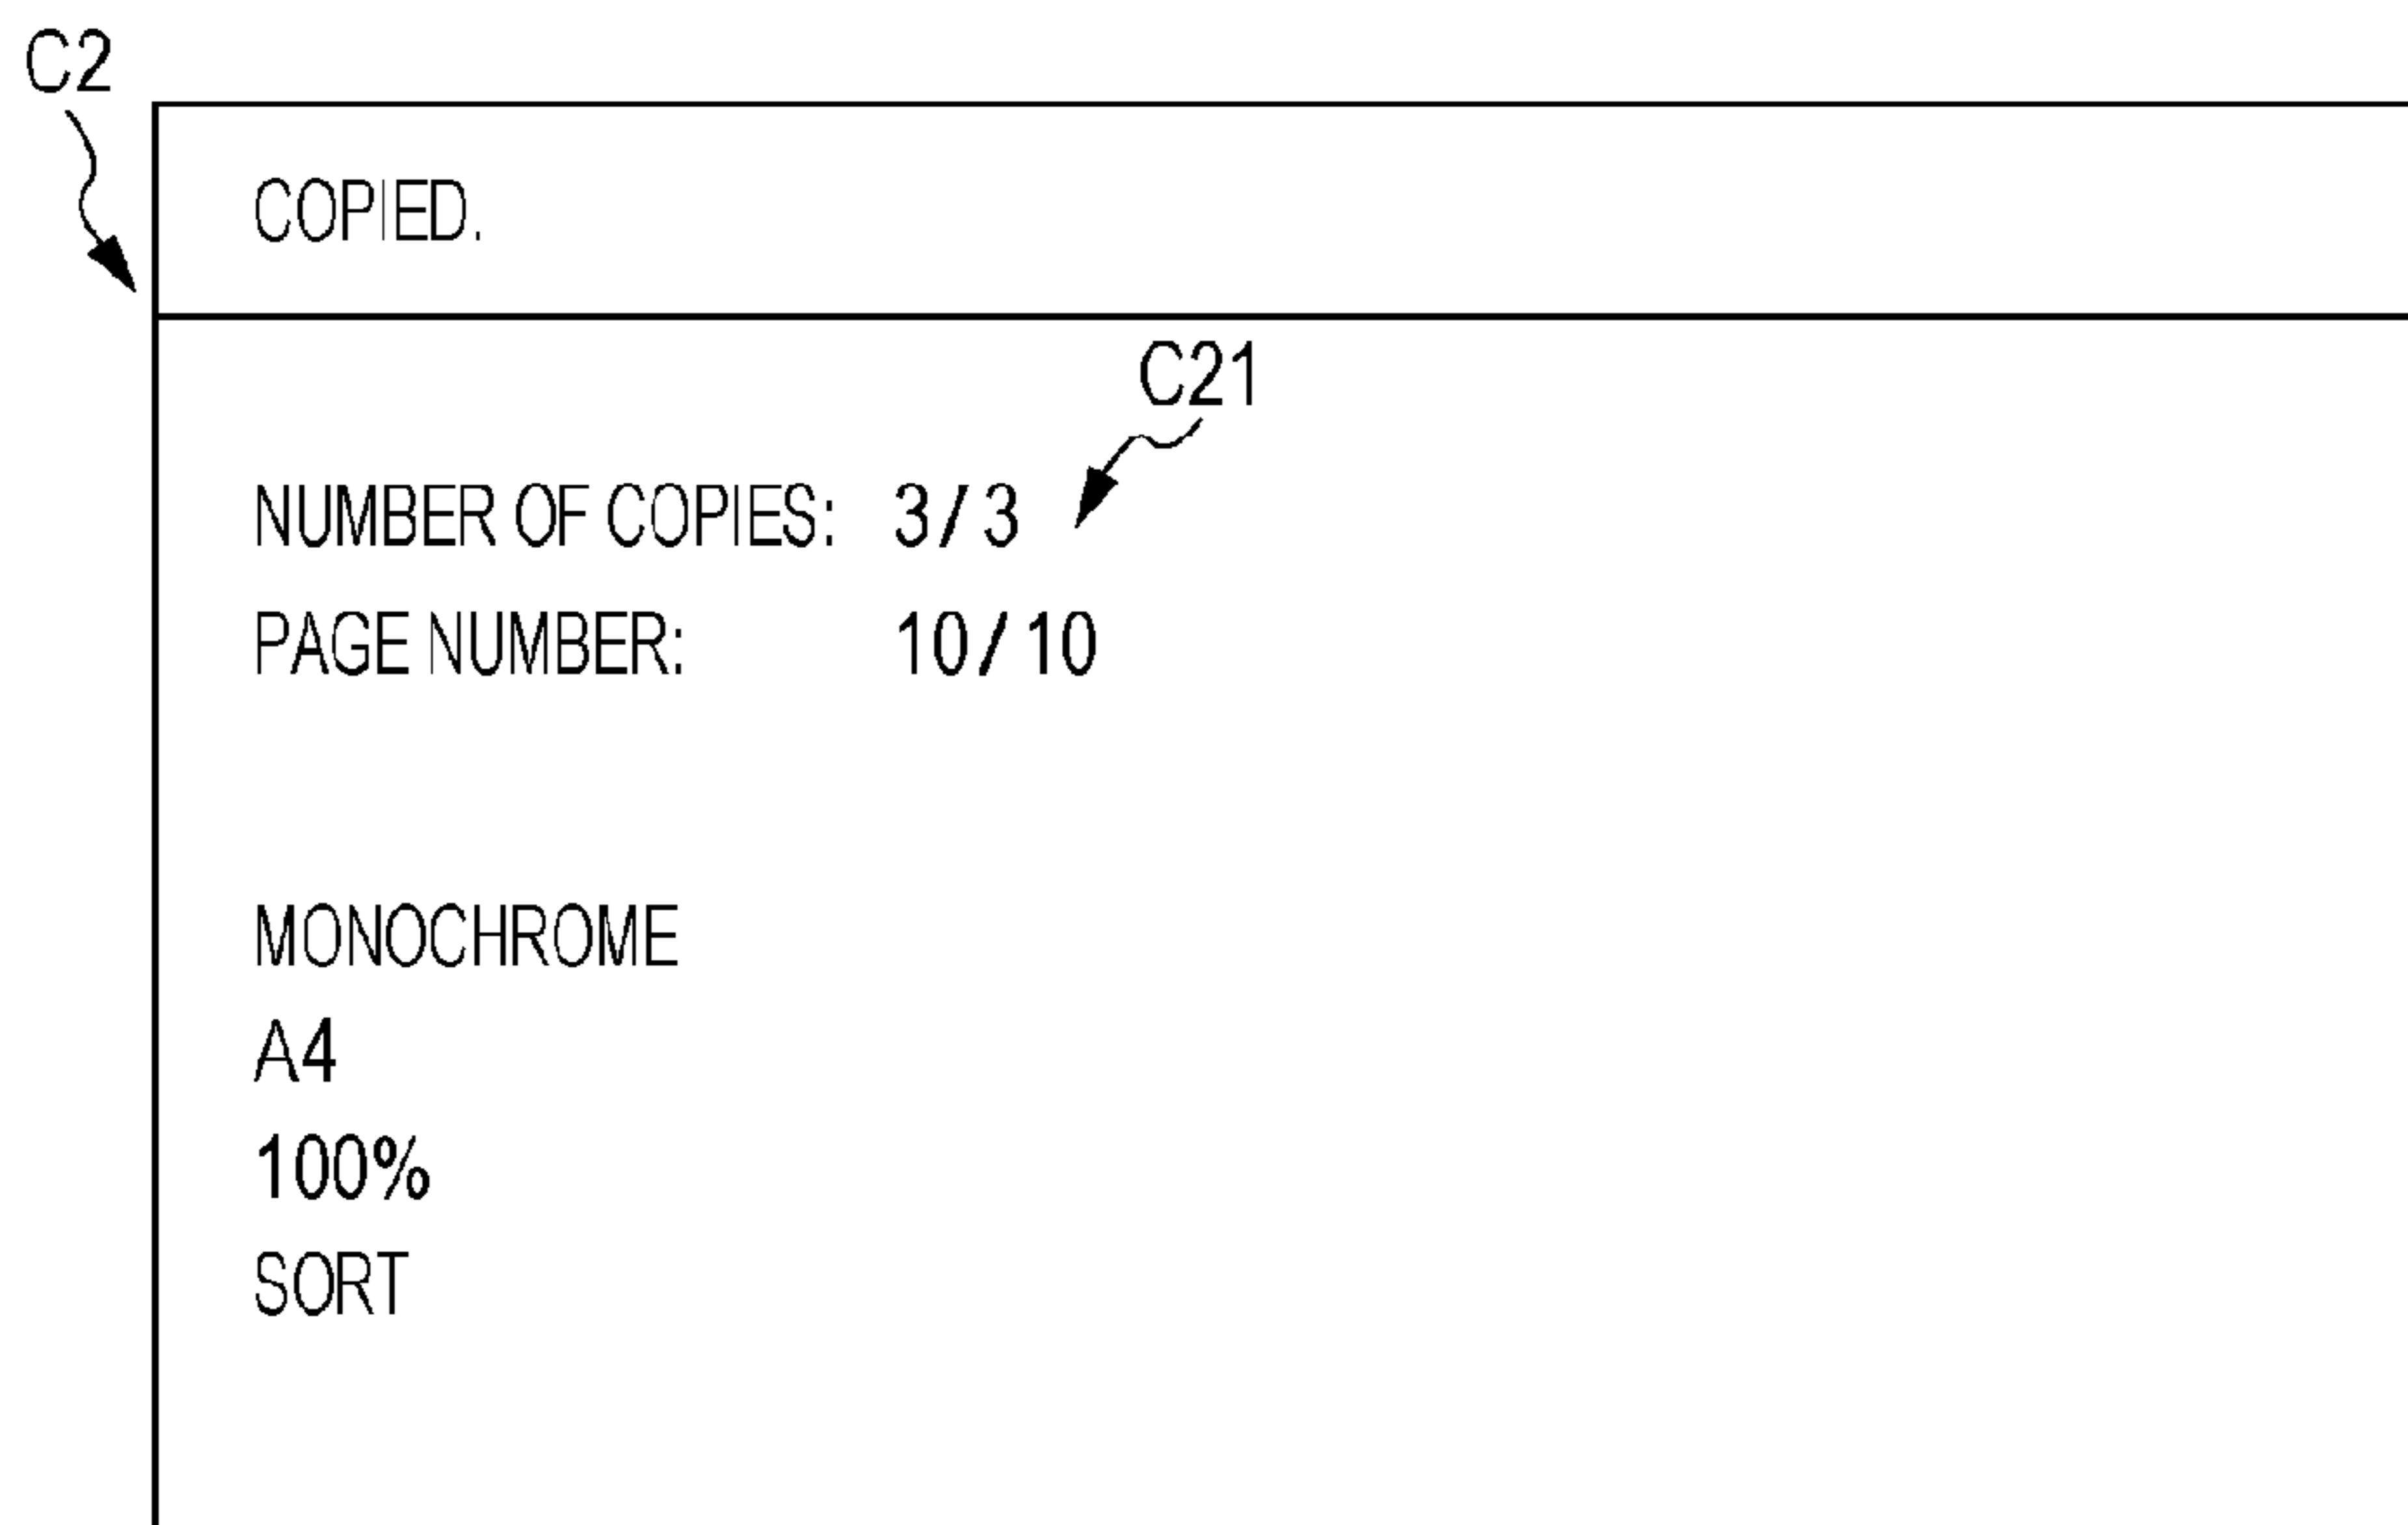 C2
COPIED.
C21
NUMBER OF COPIES: 3/3
PAGE NUMBER: 10/10
MONOCHROME
A4
100%
SORT